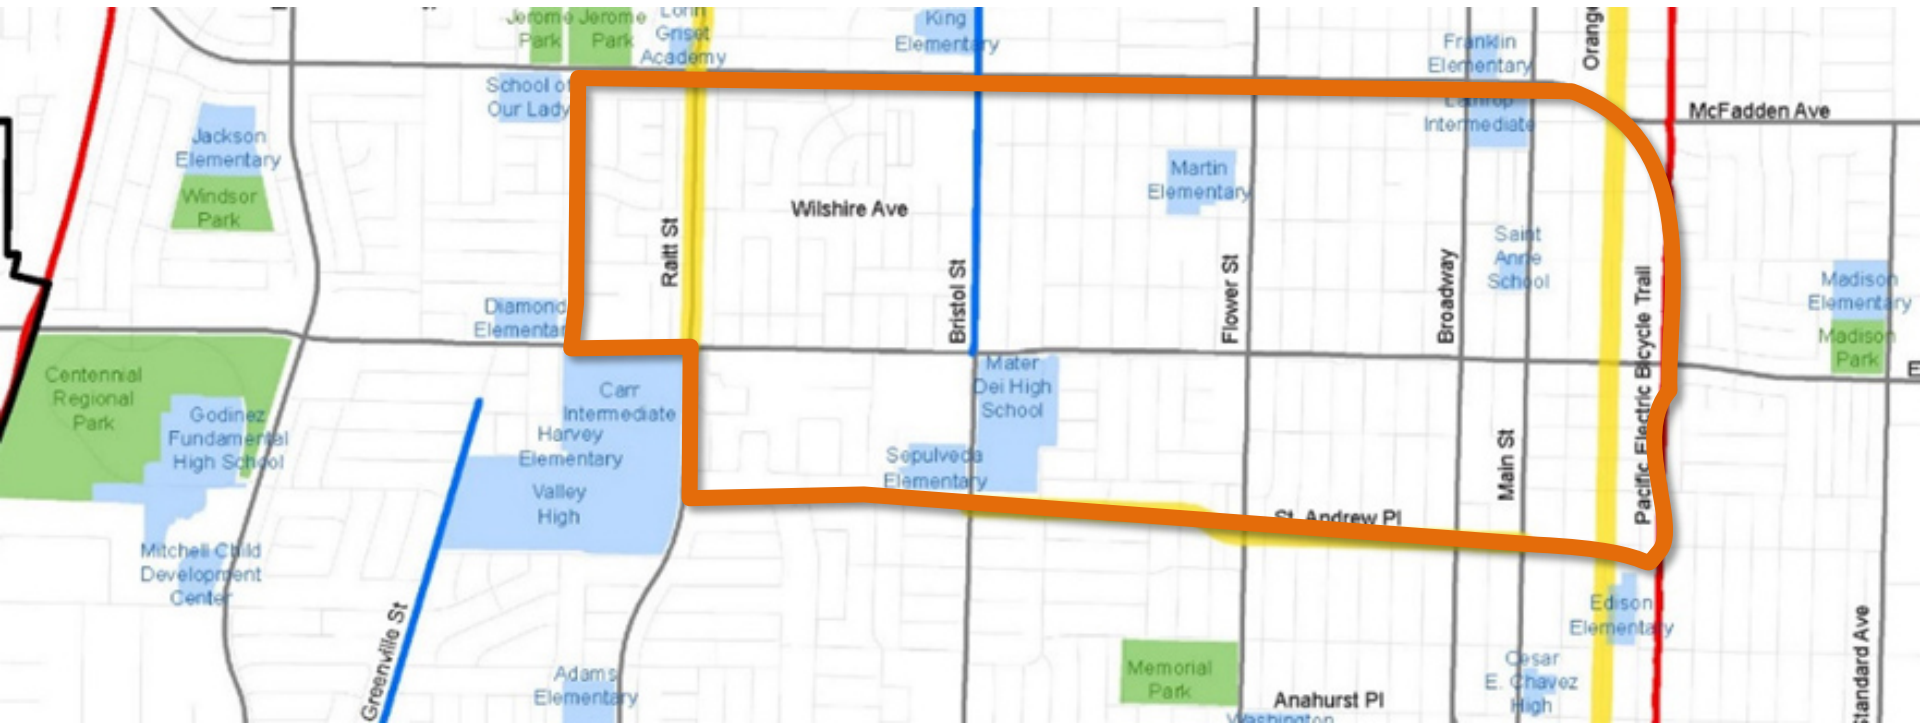 Jerome
Park
Jerome
Park
Lorin
Griset
Academy
King
Elementary
Franklin
Elementary
Orange
School of
Our Lady
Lathrop
Intermediate
McFadden Ave
Jackson
Elementary
Windsor
Park
Martin
Elementary
Wilshire Ave
Raitt St
Bristol St
Flower St
Broadway
Saint
Anne
School
Pacific Electric Bicycle Trail
Madison
Elementary
Madison
Park
Diamond
Elementar
E
Centennial
Regional
Park
Godinez
Fundamental
High School
Carr
Intermediate
Harvey
Elementary
Valley
High
Mater
Dei High
School
Sepulveda
Elementary
Main St
St. Andrew Pl
Mitchell Child
Development
Center
Greenville St
Adams
Elementary
Memorial
Park
Anahurst Pl
Washington
Edison
Elementary
Cesar
E. Chavez
High
Standard Ave